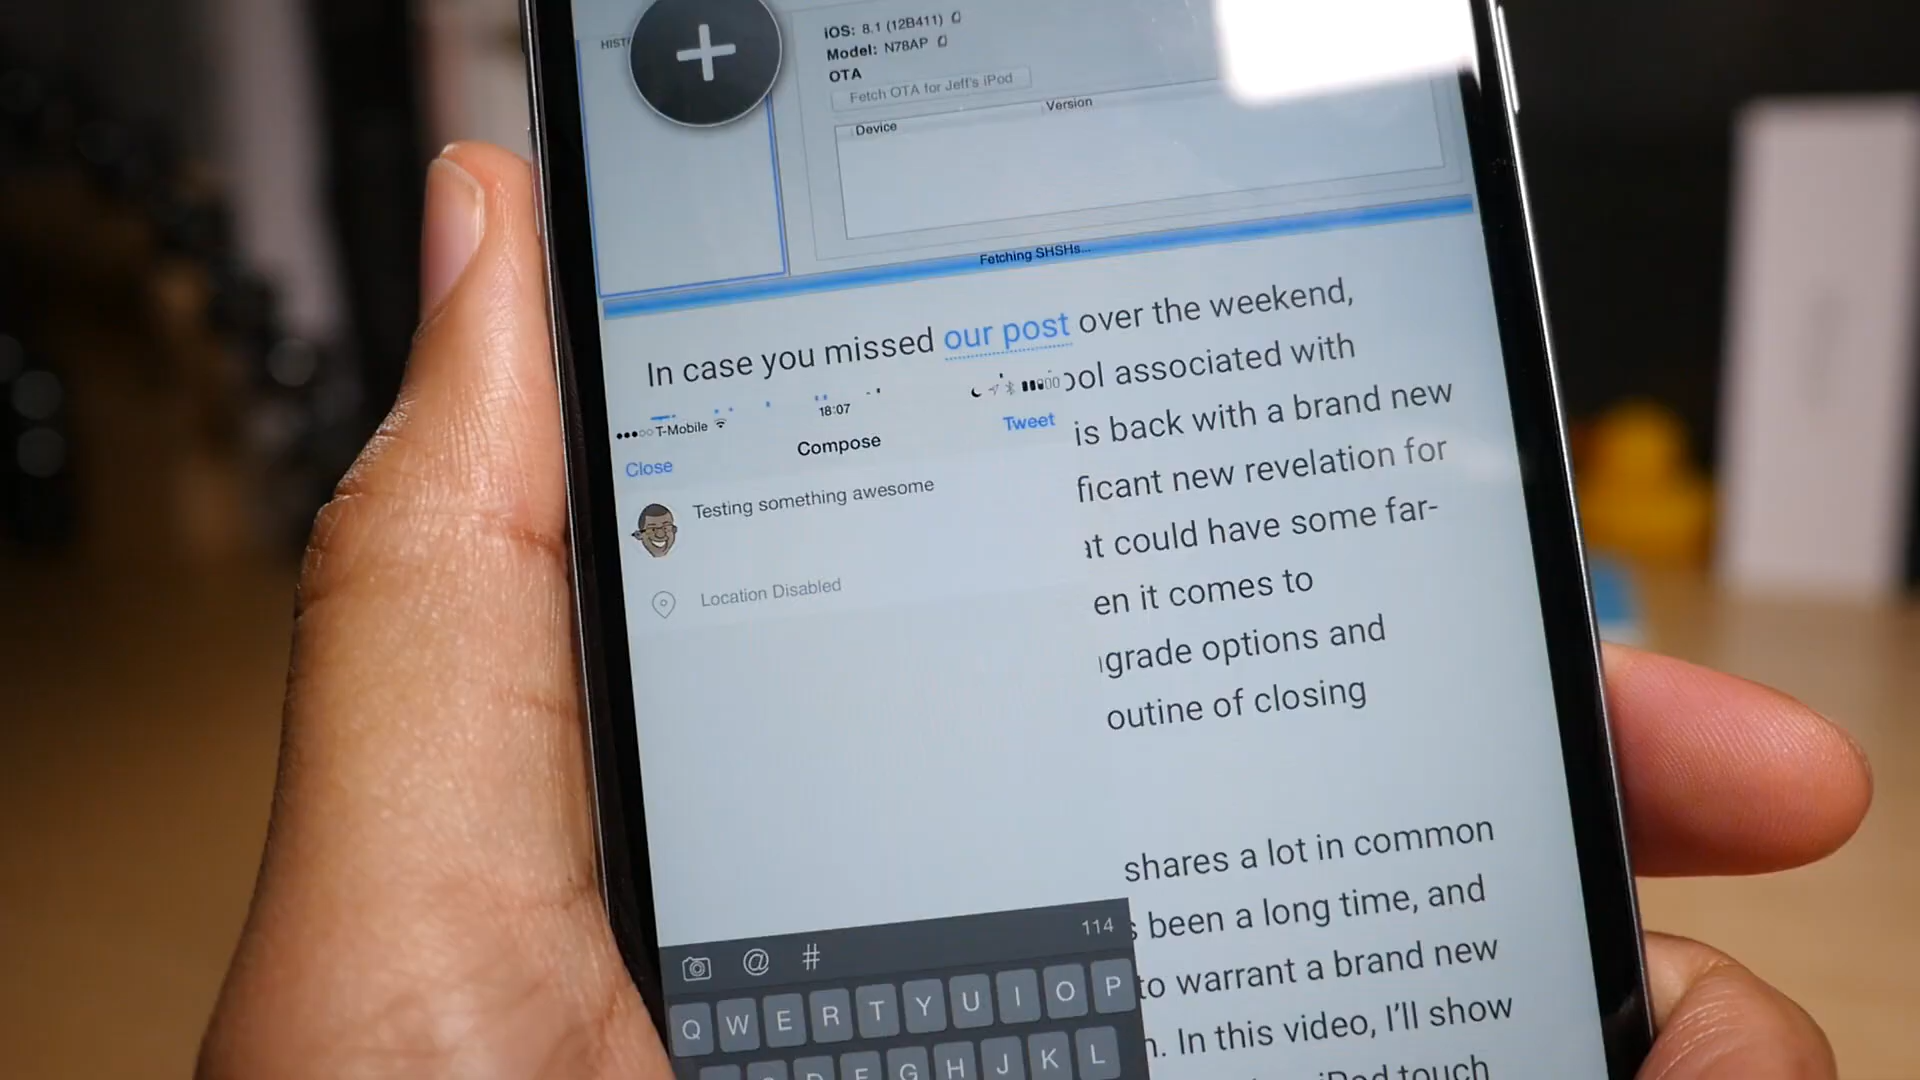 HIST
iOS: 8.1 (12B411)
Model: N78AP
OTA
Fetch OTA for Jeff's iPod
Device
Version
Fetching SHSHs...
In case you missed our post over the weekend,
ool associated with
is back with a brand new
ficant new revelation for
at could have some far-
en it comes to
grade options and
outine of closing
shares a lot in common
s been a long time, and
to warrant a brand new
n. In this video, I'll show
iPod touch
T-Mobile
18:07
Close
Compose
Tweet
Testing something awesome
Location Disabled
@ #
114
Q W E R T Y U I O P
D F G H J K L